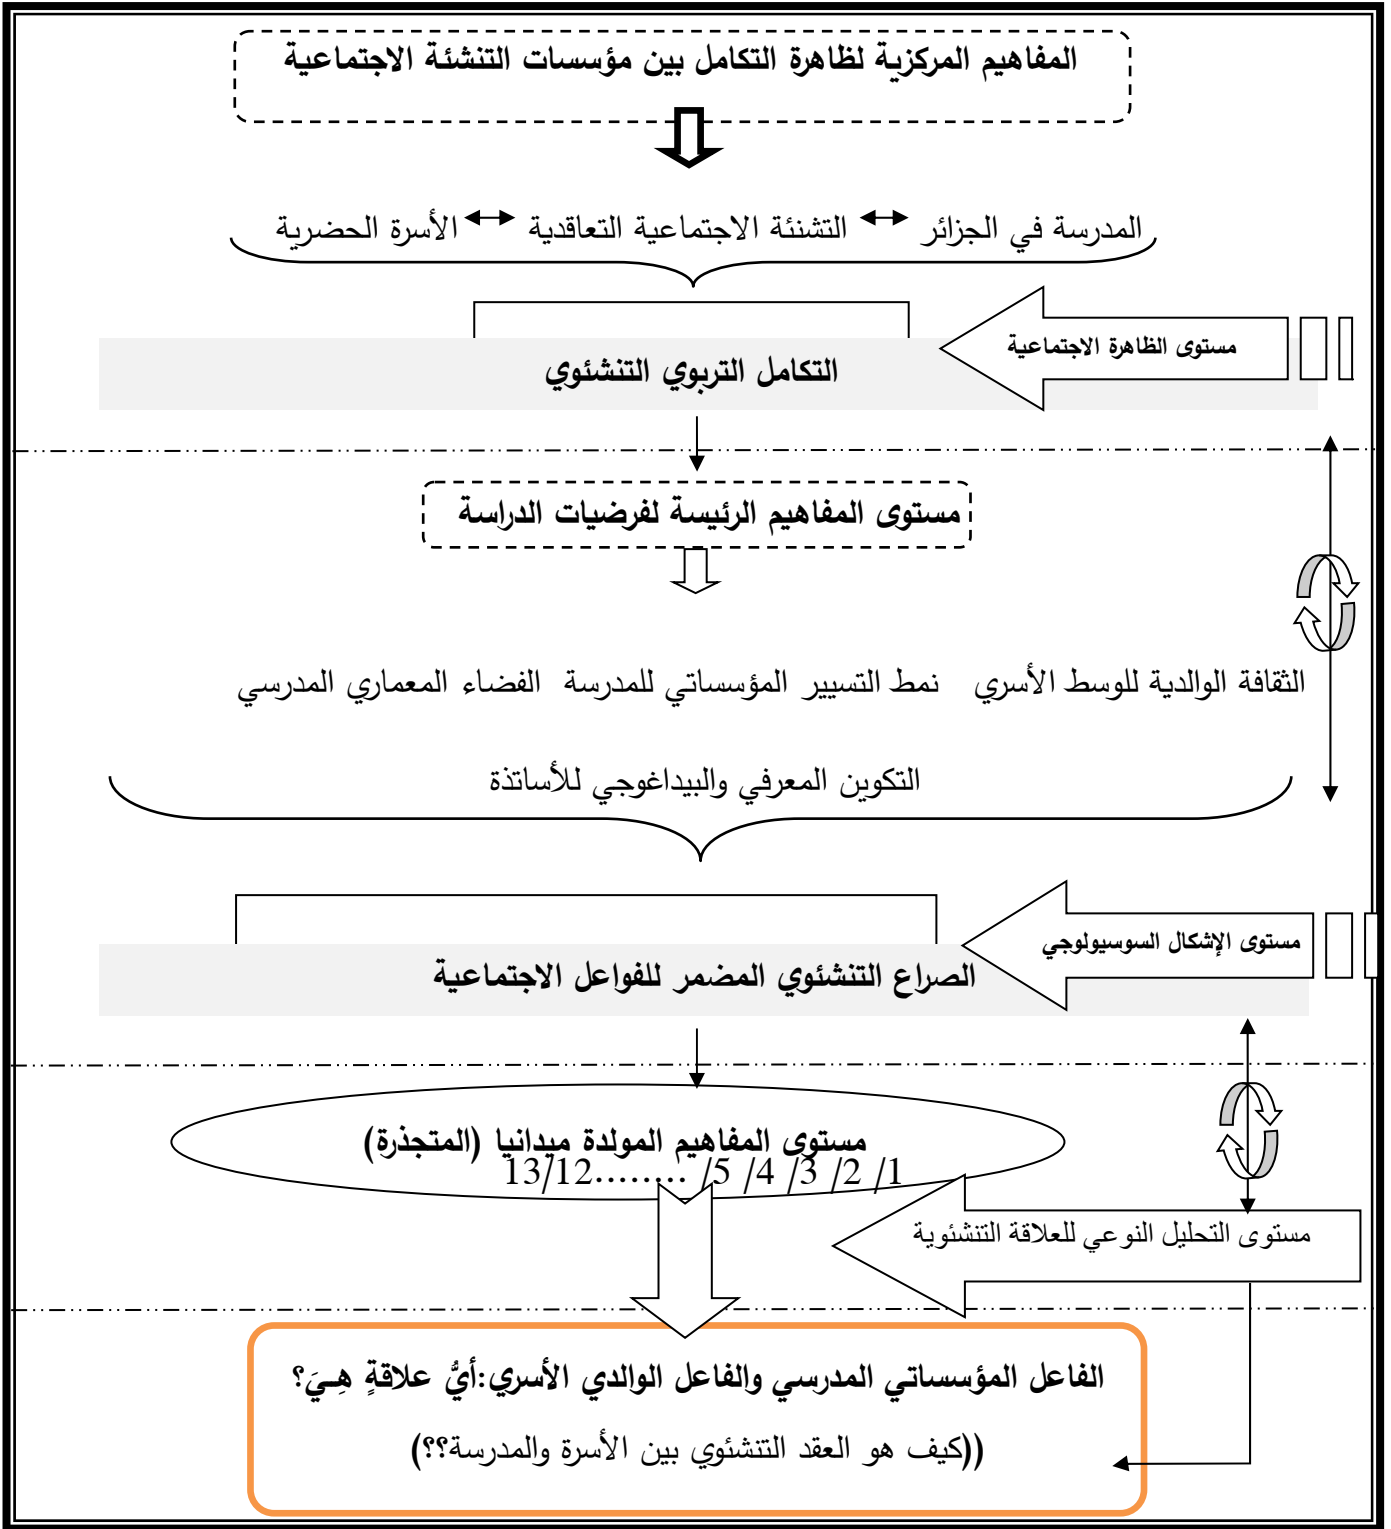 المفاهيم المركزية لظاهرة التكامل بين مؤسسات التنشئة الاجتماعية
المدرسة في الجزائر التشنئة الاجتماعية التعاقدية الأسرة الحضرية
مستوى الظاهرة الاجتماعية
التكامل التربوي التنشئوي
مستوى المفاهيم الرئيسة لفرضيات الدراسة
الثقافة الوالدية للوسط الأسري نمط التسيير المؤسساتي للمدرسة الفضاء المعماري المدرسي
التكوين المعرفي والبيداغوجي للأساتذة
مستوى الإشكال السوسيولوجي
الصراع التنشئوي المضمر للفواعل الاجتماعية
مستوى المفاهيم المولدة ميدانيا (المتجذرة)
1/ 2/ 3/ 4/ 5/ ........13/12
مستوى التحليل النوعي للعلاقة التنشئوية
الفاعل المؤسساتي المدرسي والفاعل الوالدي الأسري:أيُّ علاقةٍ هِـيَ؟
((كيف هو العقد التنشئوي بين الأسرة والمدرسة؟؟)